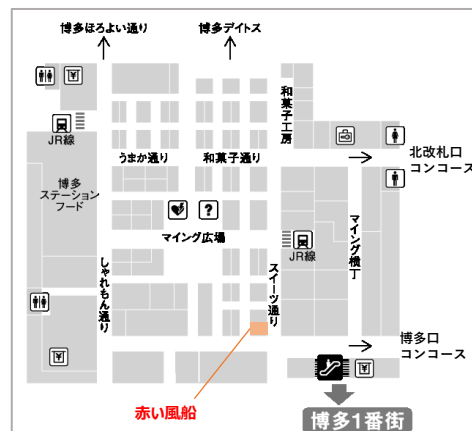 博多ほろよい通り
博多デイトス
和菓子工房
JR線
うまか通り
和菓子通り
北改札口
コンコース
博多
ステーション
フード
?
マイング広場
しゃれもん通り
スイーツ通り
JR線
マイング横丁
博多口
コンコース
赤い風船
博多1番街